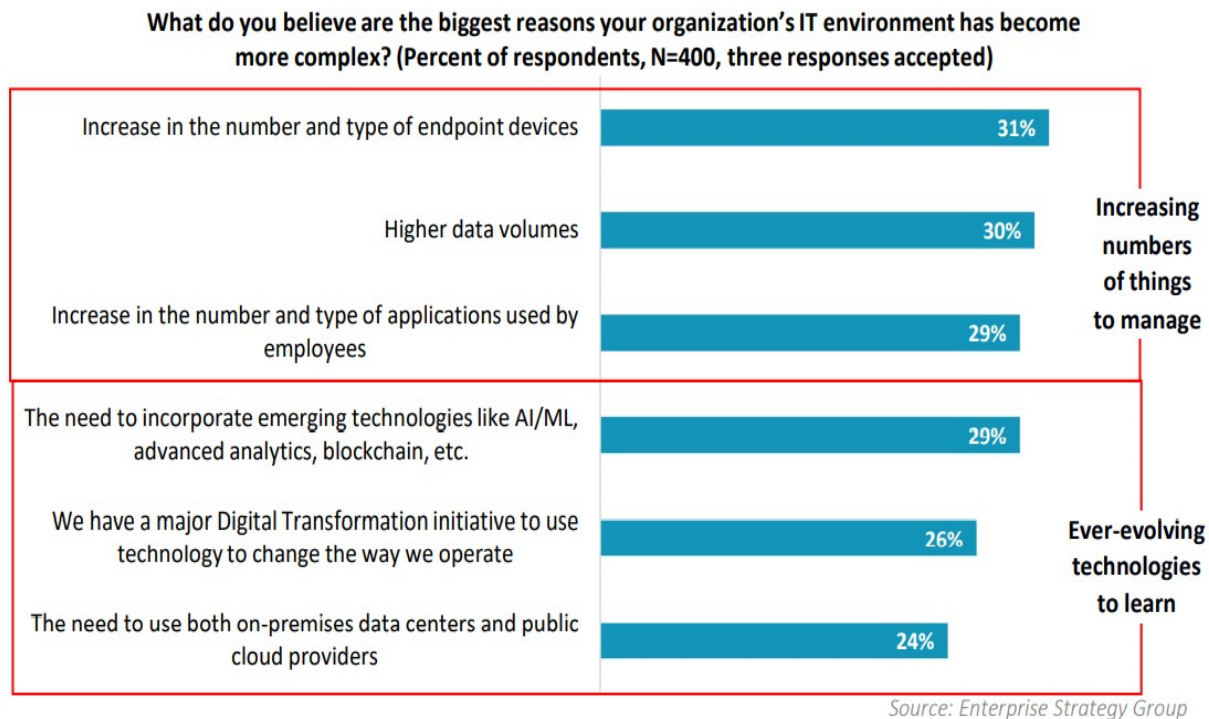 What do you believe are the biggest reasons your organization's IT environment has become
more complex? (Percent of respondents, N=400, three responses accepted)
Increase in the number and type of endpoint devices
31%
Higher data volumes
30%
Increase in the number and type of applications used by
employees
29%
Increasing
numbers
of things
to manage
The need to incorporate emerging technologies like AI/ML,
advanced analytics, blockchain, etc.
29%
We have a major Digital Transformation initiative to use
technology to change the way we operate
26%
The need to use both on-premises data centers and public
cloud providers
24%
Ever-evolving
technologies
to learn
Source: Enterprise Strategy Group